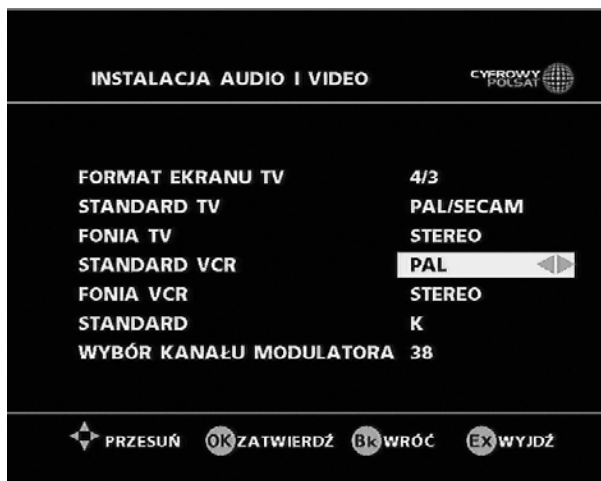 INSTALACJA AUDIO I VIDEO CYFROWY POLSAT
FORMAT EKRANU TV 4/3
STANDARD TV PAL/SECAM
FONIA TV STEREO
STANDARD VCR PAL
FONIA VCR STEREO
STANDARD K
WYBÓR KANAŁU MODULATORA 38
PRZESUŃ OK ZATWIERDŹ Bk WRÓĆ Ex WYJDŹ